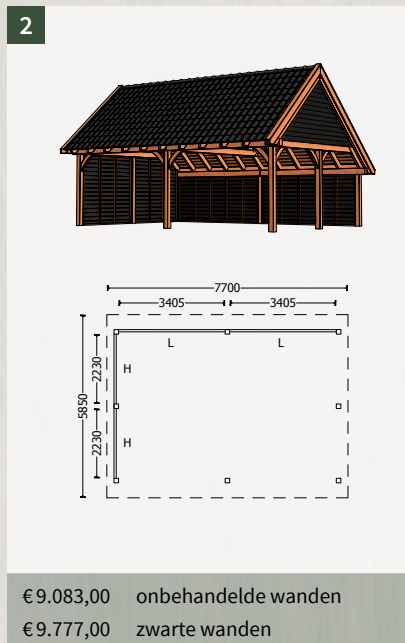 2
7700
3405 3405
L L
2230 H
5850
2230 H
€ 9.083,00 onbehandelde wanden
€ 9.777,00 zwarte wanden